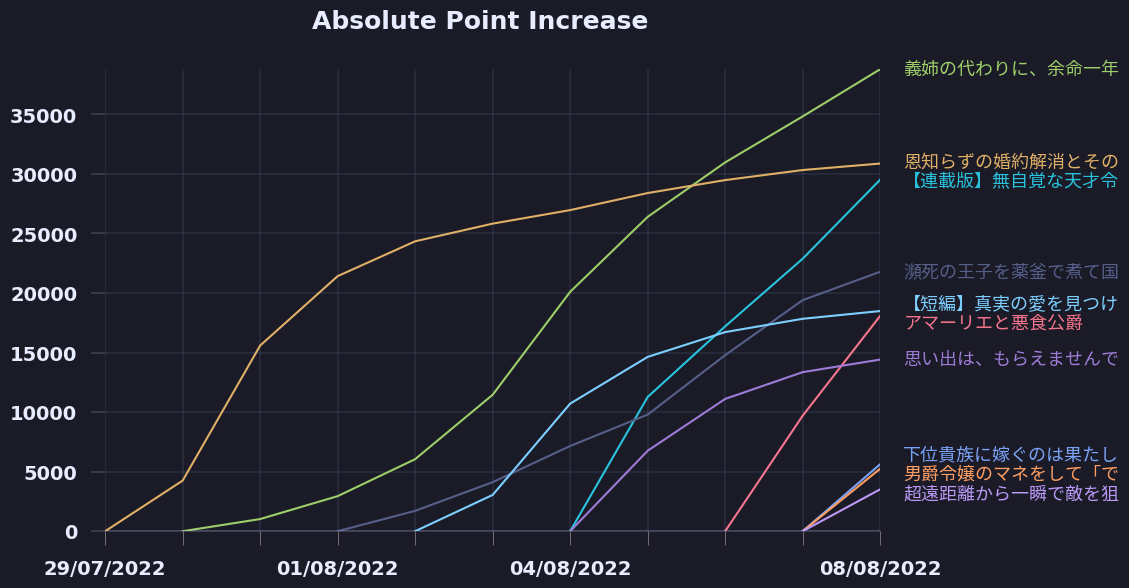 Absolute Point Increase
義姉の代わりに、余命一年
35000
恩知らずの婚約解消とその
30000
【連載版】無自覚な天才令
25000
瀕死の王子を薬釜で煮て国
20000
【短編】真実の愛を見つけ
アマーリエと悪食公爵
15000
思い出は、もらえませんで
10000
下位貴族に嫁ぐのは果たし
5000
男爵令嬢のマネをして「で
超遠距離から一瞬で敵を狙
0
29/07/2022 01/08/2022 04/08/2022 08/08/2022